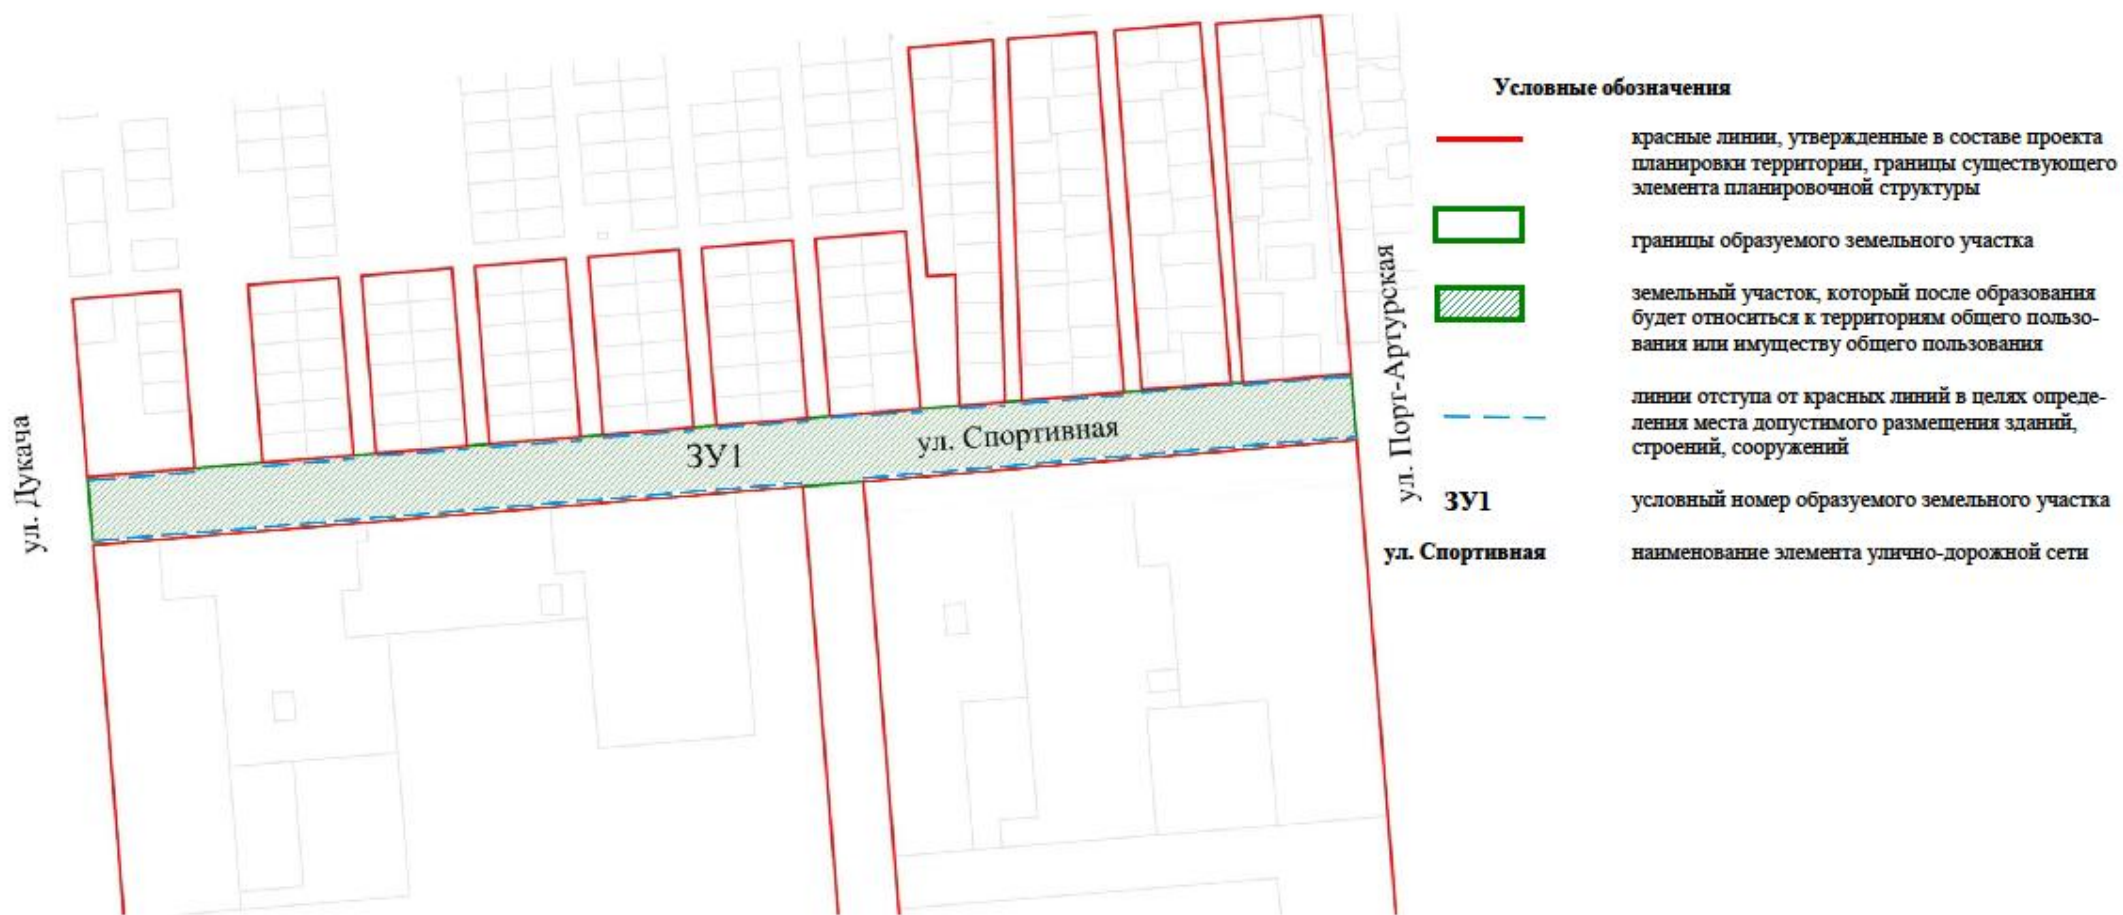 ул. Дукача
ЗУ1
ул. Спортивная
ул. Порт-Артурская
Условные обозначения
красные линии, утвержденные в составе проекта
планировки территории, границы существующего
элемента планировочной структуры
границы образуемого земельного участка
земельный участок, который после образования
будет относиться к территориям общего пользо-
вания или имуществу общего пользования
линии отступа от красных линий в целях опреде-
ления места допустимого размещения зданий,
строений, сооружений
ЗУ1 условный номер образуемого земельного участка
ул. Спортивная наименование элемента улично-дорожной сети